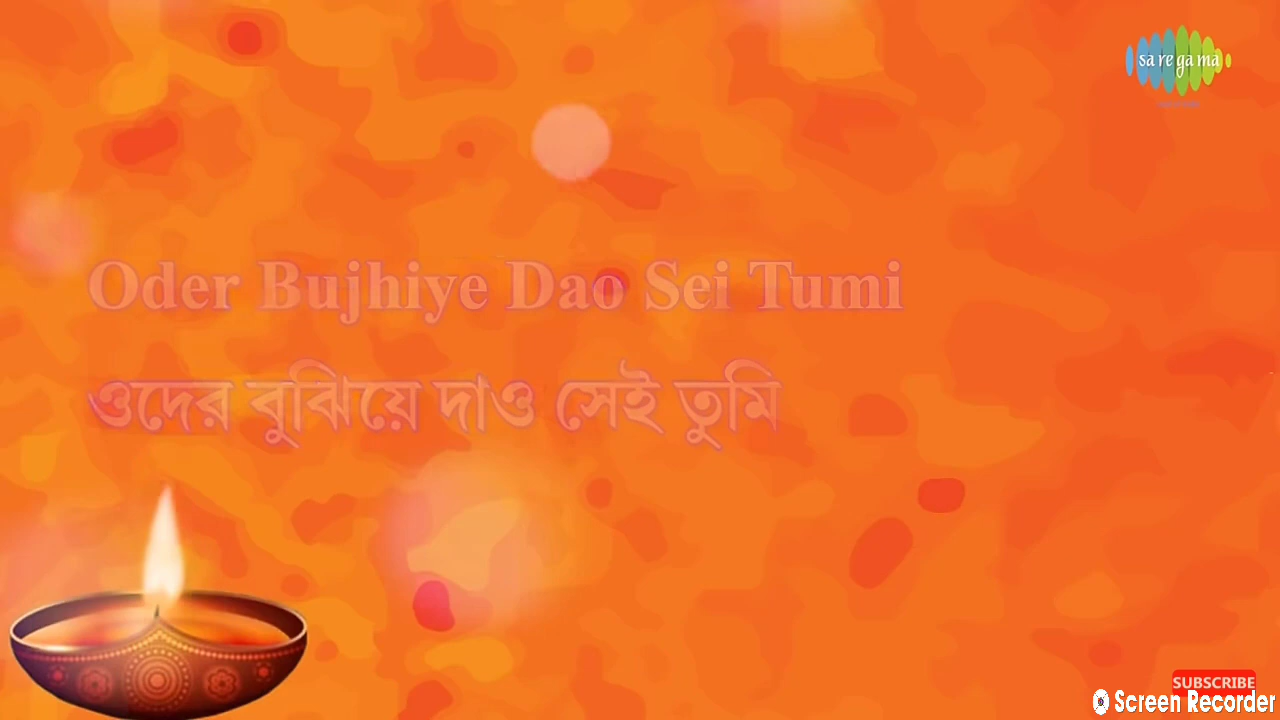 sa re ga ma
Oder Bujhiye Dao Sei Tumi
ওদের বুঝিয়ে দাও সেই তুমি
SUBSCRIBE
Screen Recorder